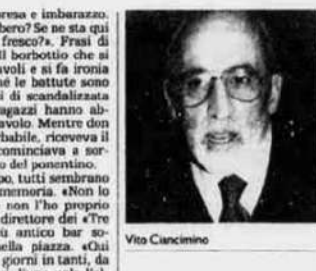 resa e imbarazzo.
bero? Se ne sta qui
fresco?». Frasi di
Il borbottio che si
avoli e si fa ironia
é le battute sono
i di scandalizzata
agazzi hanno ab-
avolo. Mentre don
babile, riceveva il
cominciava a sor-
o del ponentino.
po, tutti sembrano
memoria. «Non lo
non l'ho proprio
direttore dei «Tre
iù antico bar so-
nella piazza. «Qui
giorni in tanti, da
Vito Ciancimino